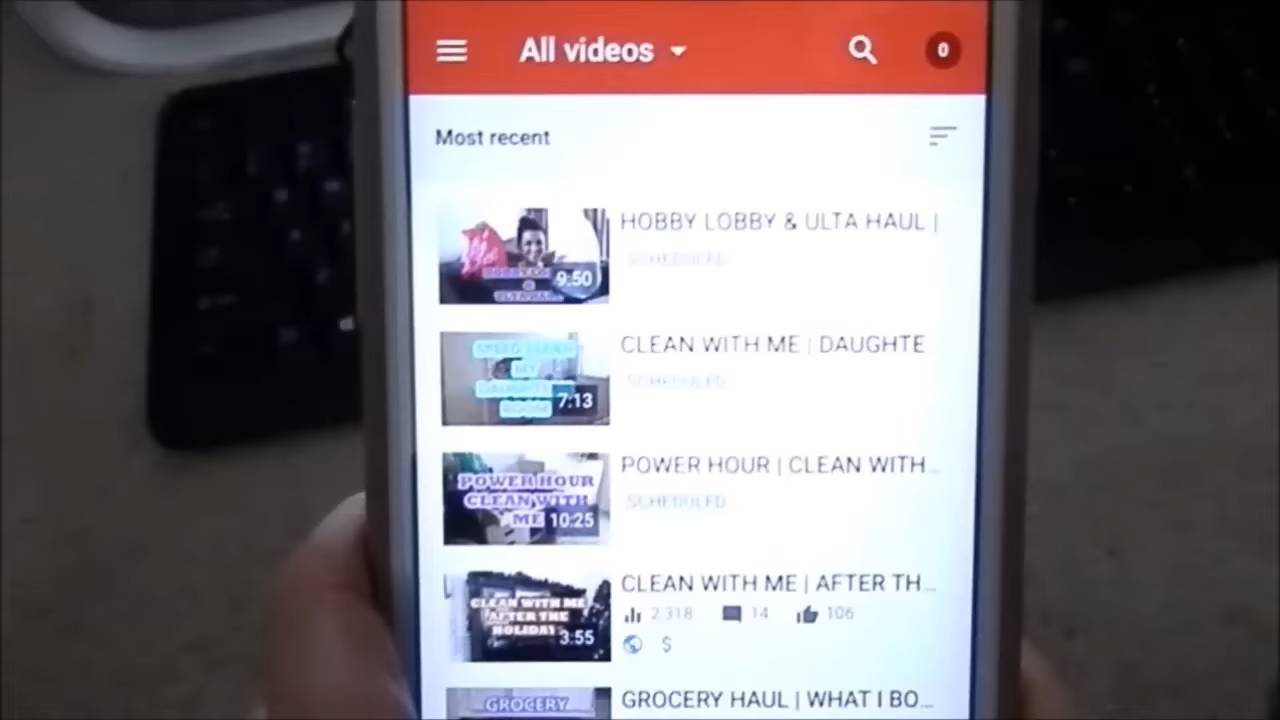 All videos
0
Most recent
HOBBY LOBBY & ULTA HAUL |
SCHEDULED
9:50
CLEAN WITH ME | DAUGHTE
SCHEDULED
SPEED CLEAN
MY
DAUGHTE
ROOM
7:13
POWER HOUR | CLEAN WITH...
SCHEDULED
POWER HOUR
CLEAN WITH
ME
10:25
CLEAN WITH ME | AFTER TH...
2,318 14 106
$
CLEAN WITH ME
AFTER THE
HOLIDAY
3:55
GROCERY HAUL | WHAT I BO...
GROCERY